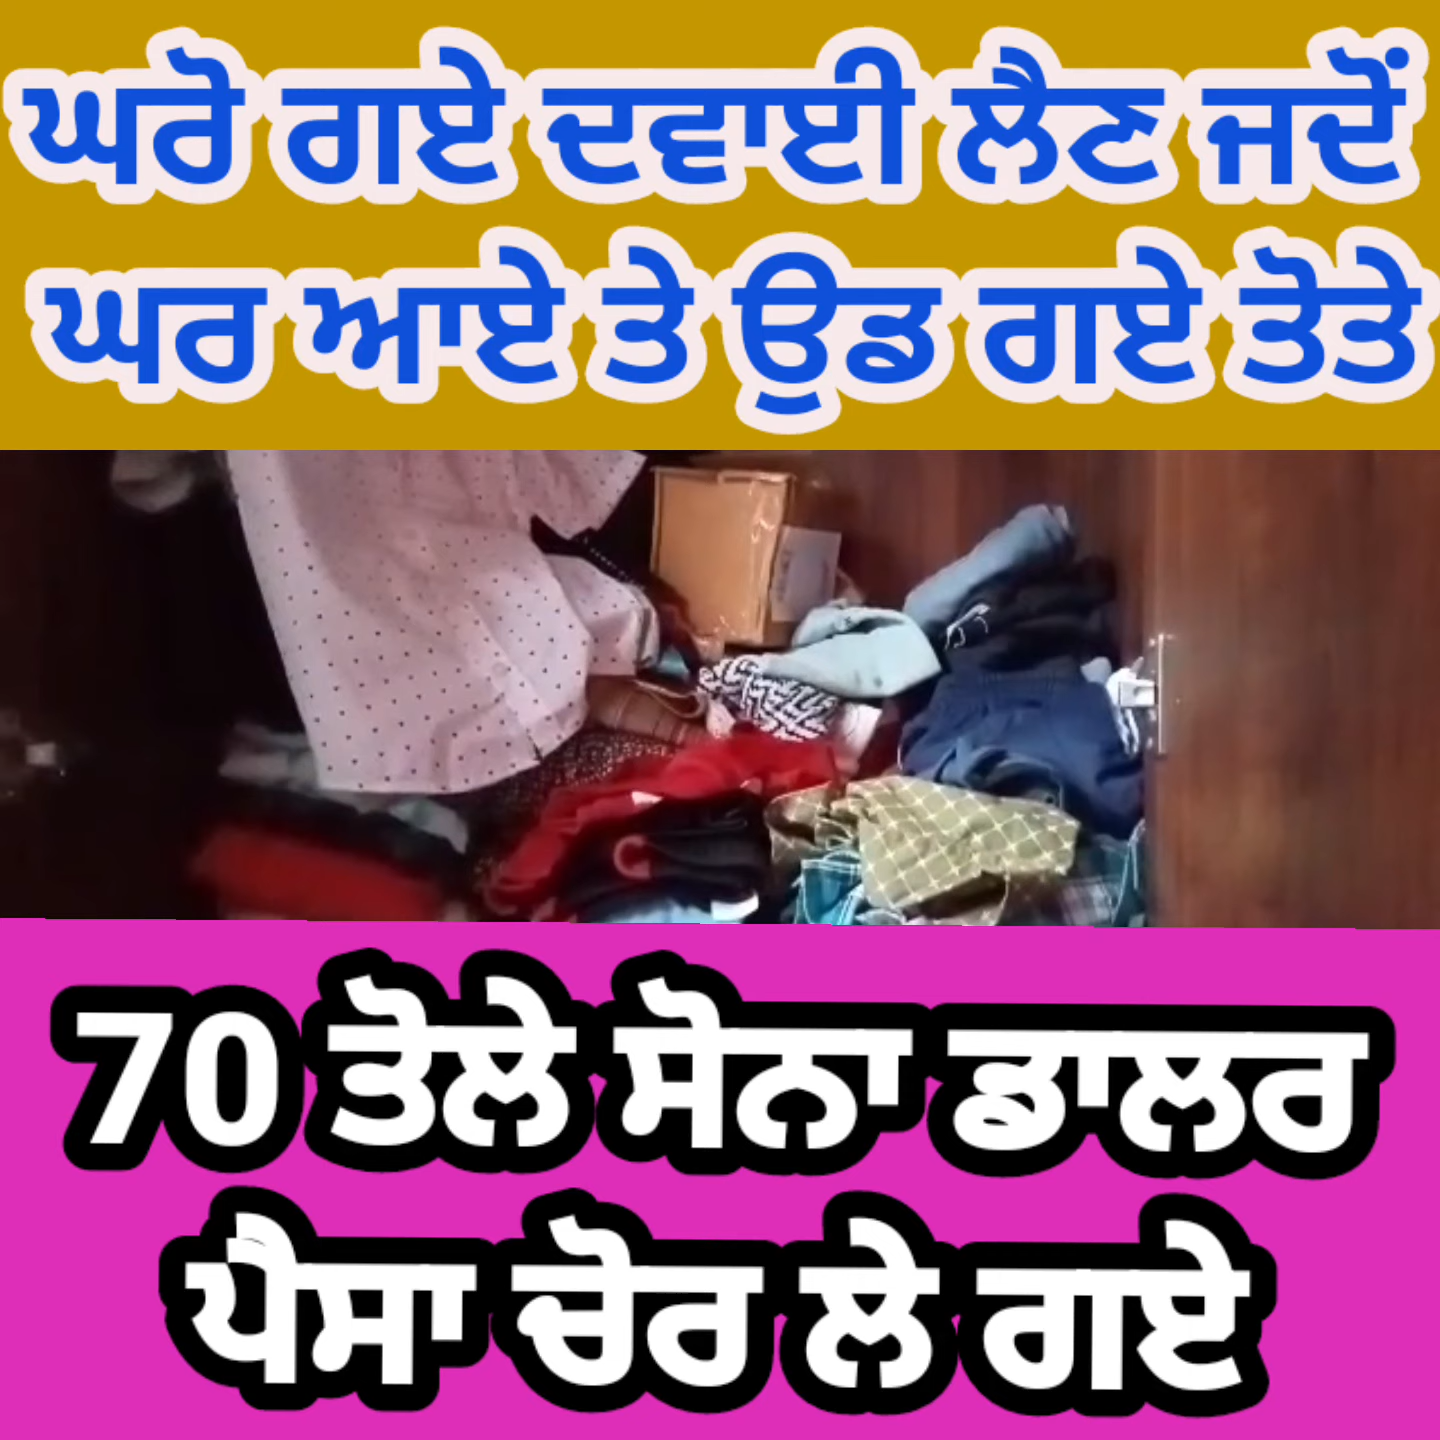 ਘਰੋ ਗਏ ਦਵਾਈ ਲੈਣ ਜਦੋਂ
ਘਰ ਆਏ ਤੇ ਉਡ ਗਏ ਤੋਤੇ
70 ਤੋਲੇ ਸੋਨਾ ਡਾਲਰ
ਪੈਸਾ ਚੋਰ ਲੇ ਗਏ